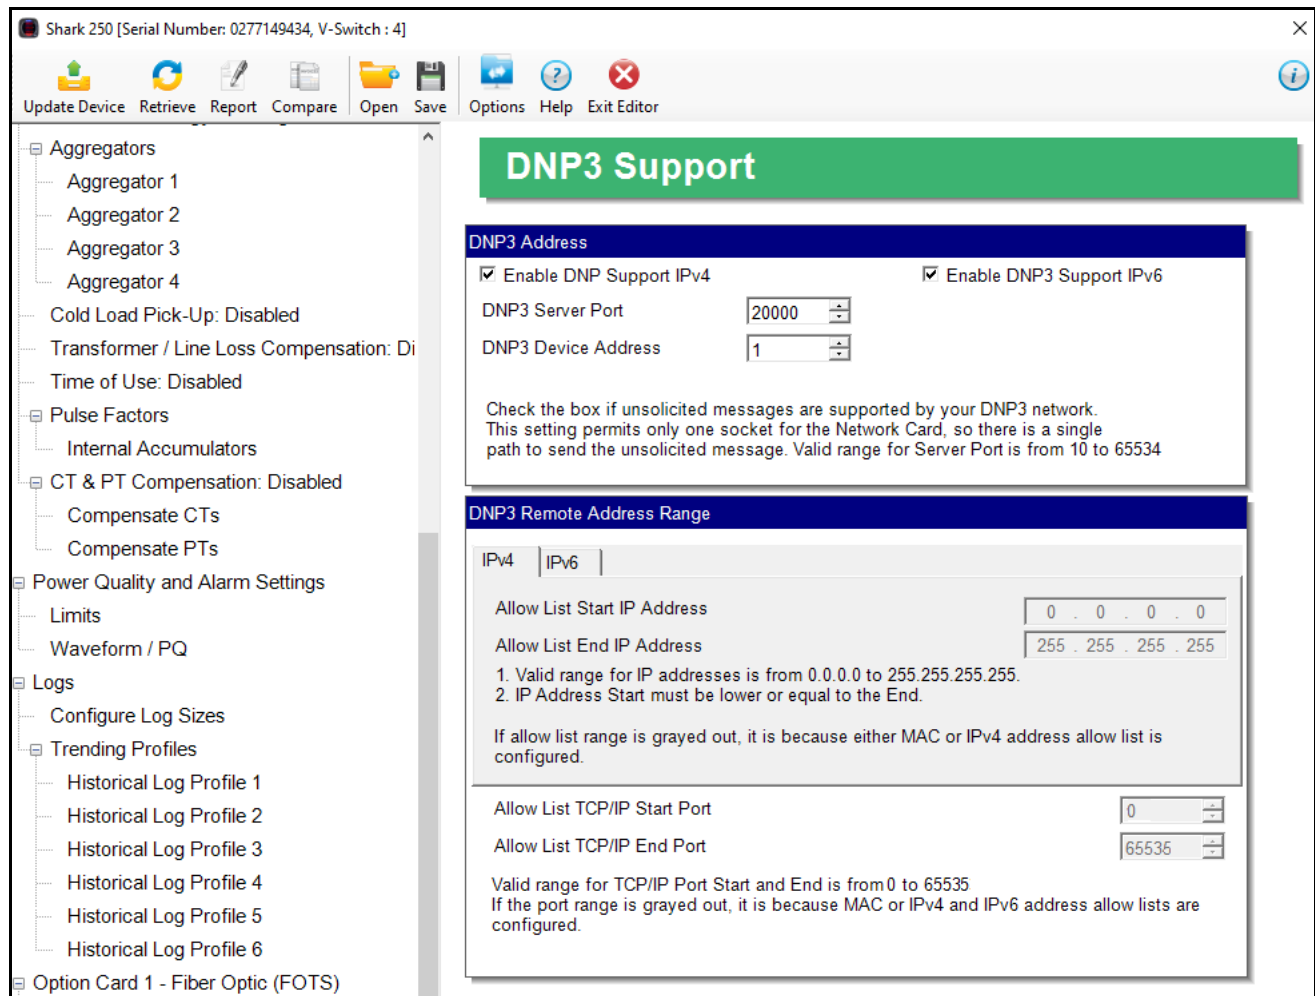 Shark 250 [Serial Number: 0277149434, V-Switch : 4]
Update Device Retrieve Report Compare Open Save Options Help Exit Editor
Aggregators
Aggregator 1
Aggregator 2
Aggregator 3
Aggregator 4
Cold Load Pick-Up: Disabled
Transformer / Line Loss Compensation: Di
Time of Use: Disabled
Pulse Factors
Internal Accumulators
CT & PT Compensation: Disabled
Compensate CTs
Compensate PTs
Power Quality and Alarm Settings
Limits
Waveform / PQ
Logs
Configure Log Sizes
Trending Profiles
Historical Log Profile 1
Historical Log Profile 2
Historical Log Profile 3
Historical Log Profile 4
Historical Log Profile 5
Historical Log Profile 6
Option Card 1 - Fiber Optic (FOTS)
DNP3 Support
DNP3 Address
Enable DNP Support IPv4 Enable DNP3 Support IPv6
DNP3 Server Port 20000
DNP3 Device Address 1
Check the box if unsolicited messages are supported by your DNP3 network.
This setting permits only one socket for the Network Card, so there is a single
path to send the unsolicited message. Valid range for Server Port is from 10 to 65534
DNP3 Remote Address Range
IPv4 IPv6
Allow List Start IP Address 0 . 0 . 0 . 0
Allow List End IP Address 255 . 255 . 255 . 255
1. Valid range for IP addresses is from 0.0.0.0 to 255.255.255.255.
2. IP Address Start must be lower or equal to the End.
If allow list range is grayed out, it is because either MAC or IPv4 address allow list is
configured.
Allow List TCP/IP Start Port 0
Allow List TCP/IP End Port 65535
Valid range for TCP/IP Port Start and End is from 0 to 65535
If the port range is grayed out, it is because MAC or IPv4 and IPv6 address allow lists are
configured.